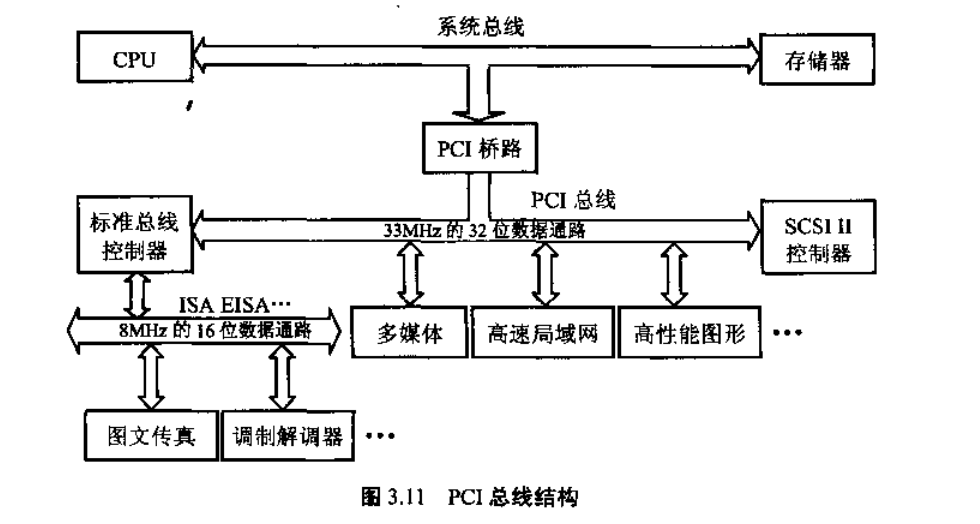 系统总线
CPU
存储器
PCI 桥路
PCI 总线
标准总线
控制器
33MHz 的 32 位数据通路
SCSI II
控制器
ISA EISA…
8MHz 的 16 位数据通路
多媒体
高速局域网
高性能图形
…
图文传真
调制解调器
…
图 3.11 PCI 总线结构